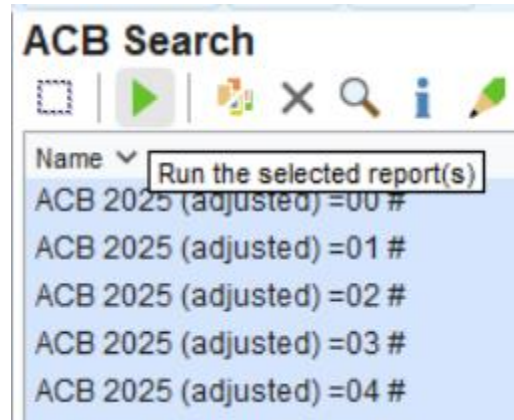 ACB Search
Name
Run the selected report(s)
ACB 2025 (adjusted) =00 #
ACB 2025 (adjusted) =01 #
ACB 2025 (adjusted) =02 #
ACB 2025 (adjusted) =03 #
ACB 2025 (adjusted) =04 #